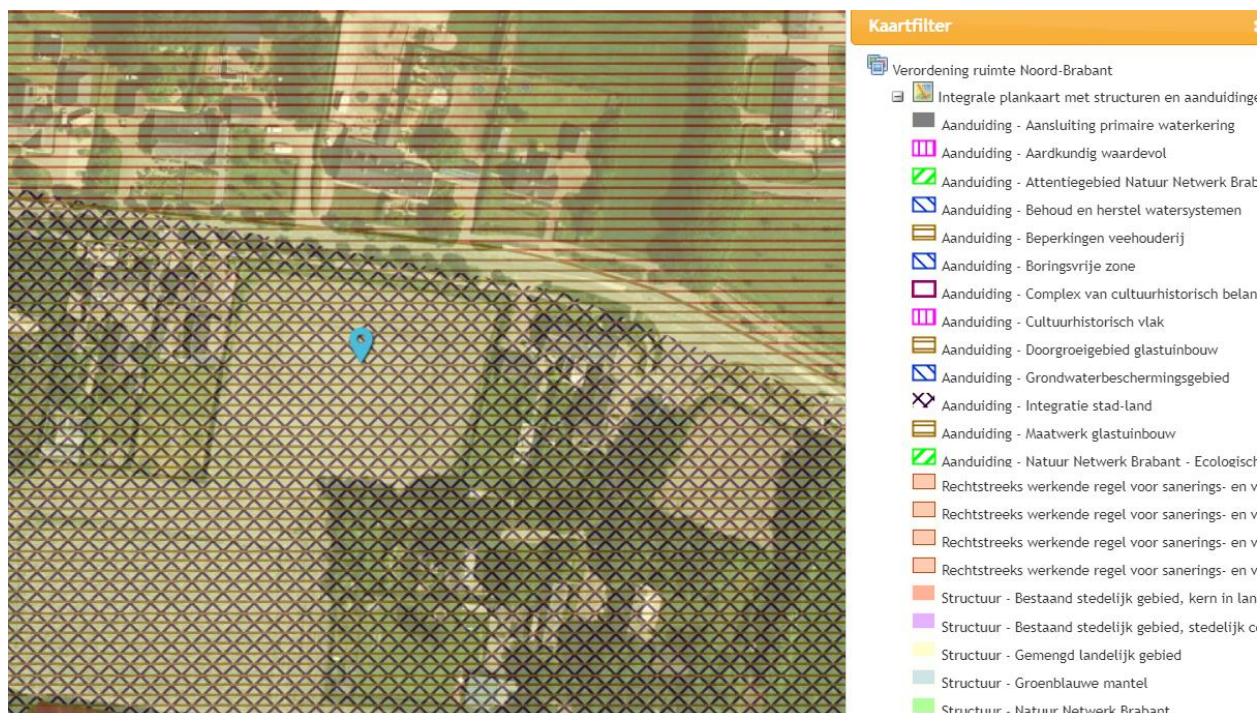 Kaartfilter
Verordening ruimte Noord-Brabant
Integrale plankaart met structuren en aanduidinge
Aanduiding - Aansluiting primaire waterkering
Aanduiding - Aardkundig waardevol
Aanduiding - Attentiegebied Natuur Netwerk Brab
Aanduiding - Behoud en herstel watersystemen
Aanduiding - Beperkingen veehouderij
Aanduiding - Boringsvrije zone
Aanduiding - Complex van cultuurhistorisch belan
Aanduiding - Cultuurhistorisch vlak
Aanduiding - Doorgroeigebied glastuinbouw
Aanduiding - Grondwaterbeschermingsgebied
Aanduiding - Integratie stad-land
Aanduiding - Maatwerk glastuinbouw
Aanduiding - Natuur Netwerk Brabant - Ecologisch
Rechtstreeks werkende regel voor sanerings- en v
Rechtstreeks werkende regel voor sanerings- en v
Rechtstreeks werkende regel voor sanerings- en v
Rechtstreeks werkende regel voor sanerings- en v
Structuur - Bestaand stedelijk gebied, kern in lan
Structuur - Bestaand stedelijk gebied, stedelijk c
Structuur - Gemengd landelijk gebied
Structuur - Groenblauwe mantel
Structuur - Natuur Netwerk Brabant